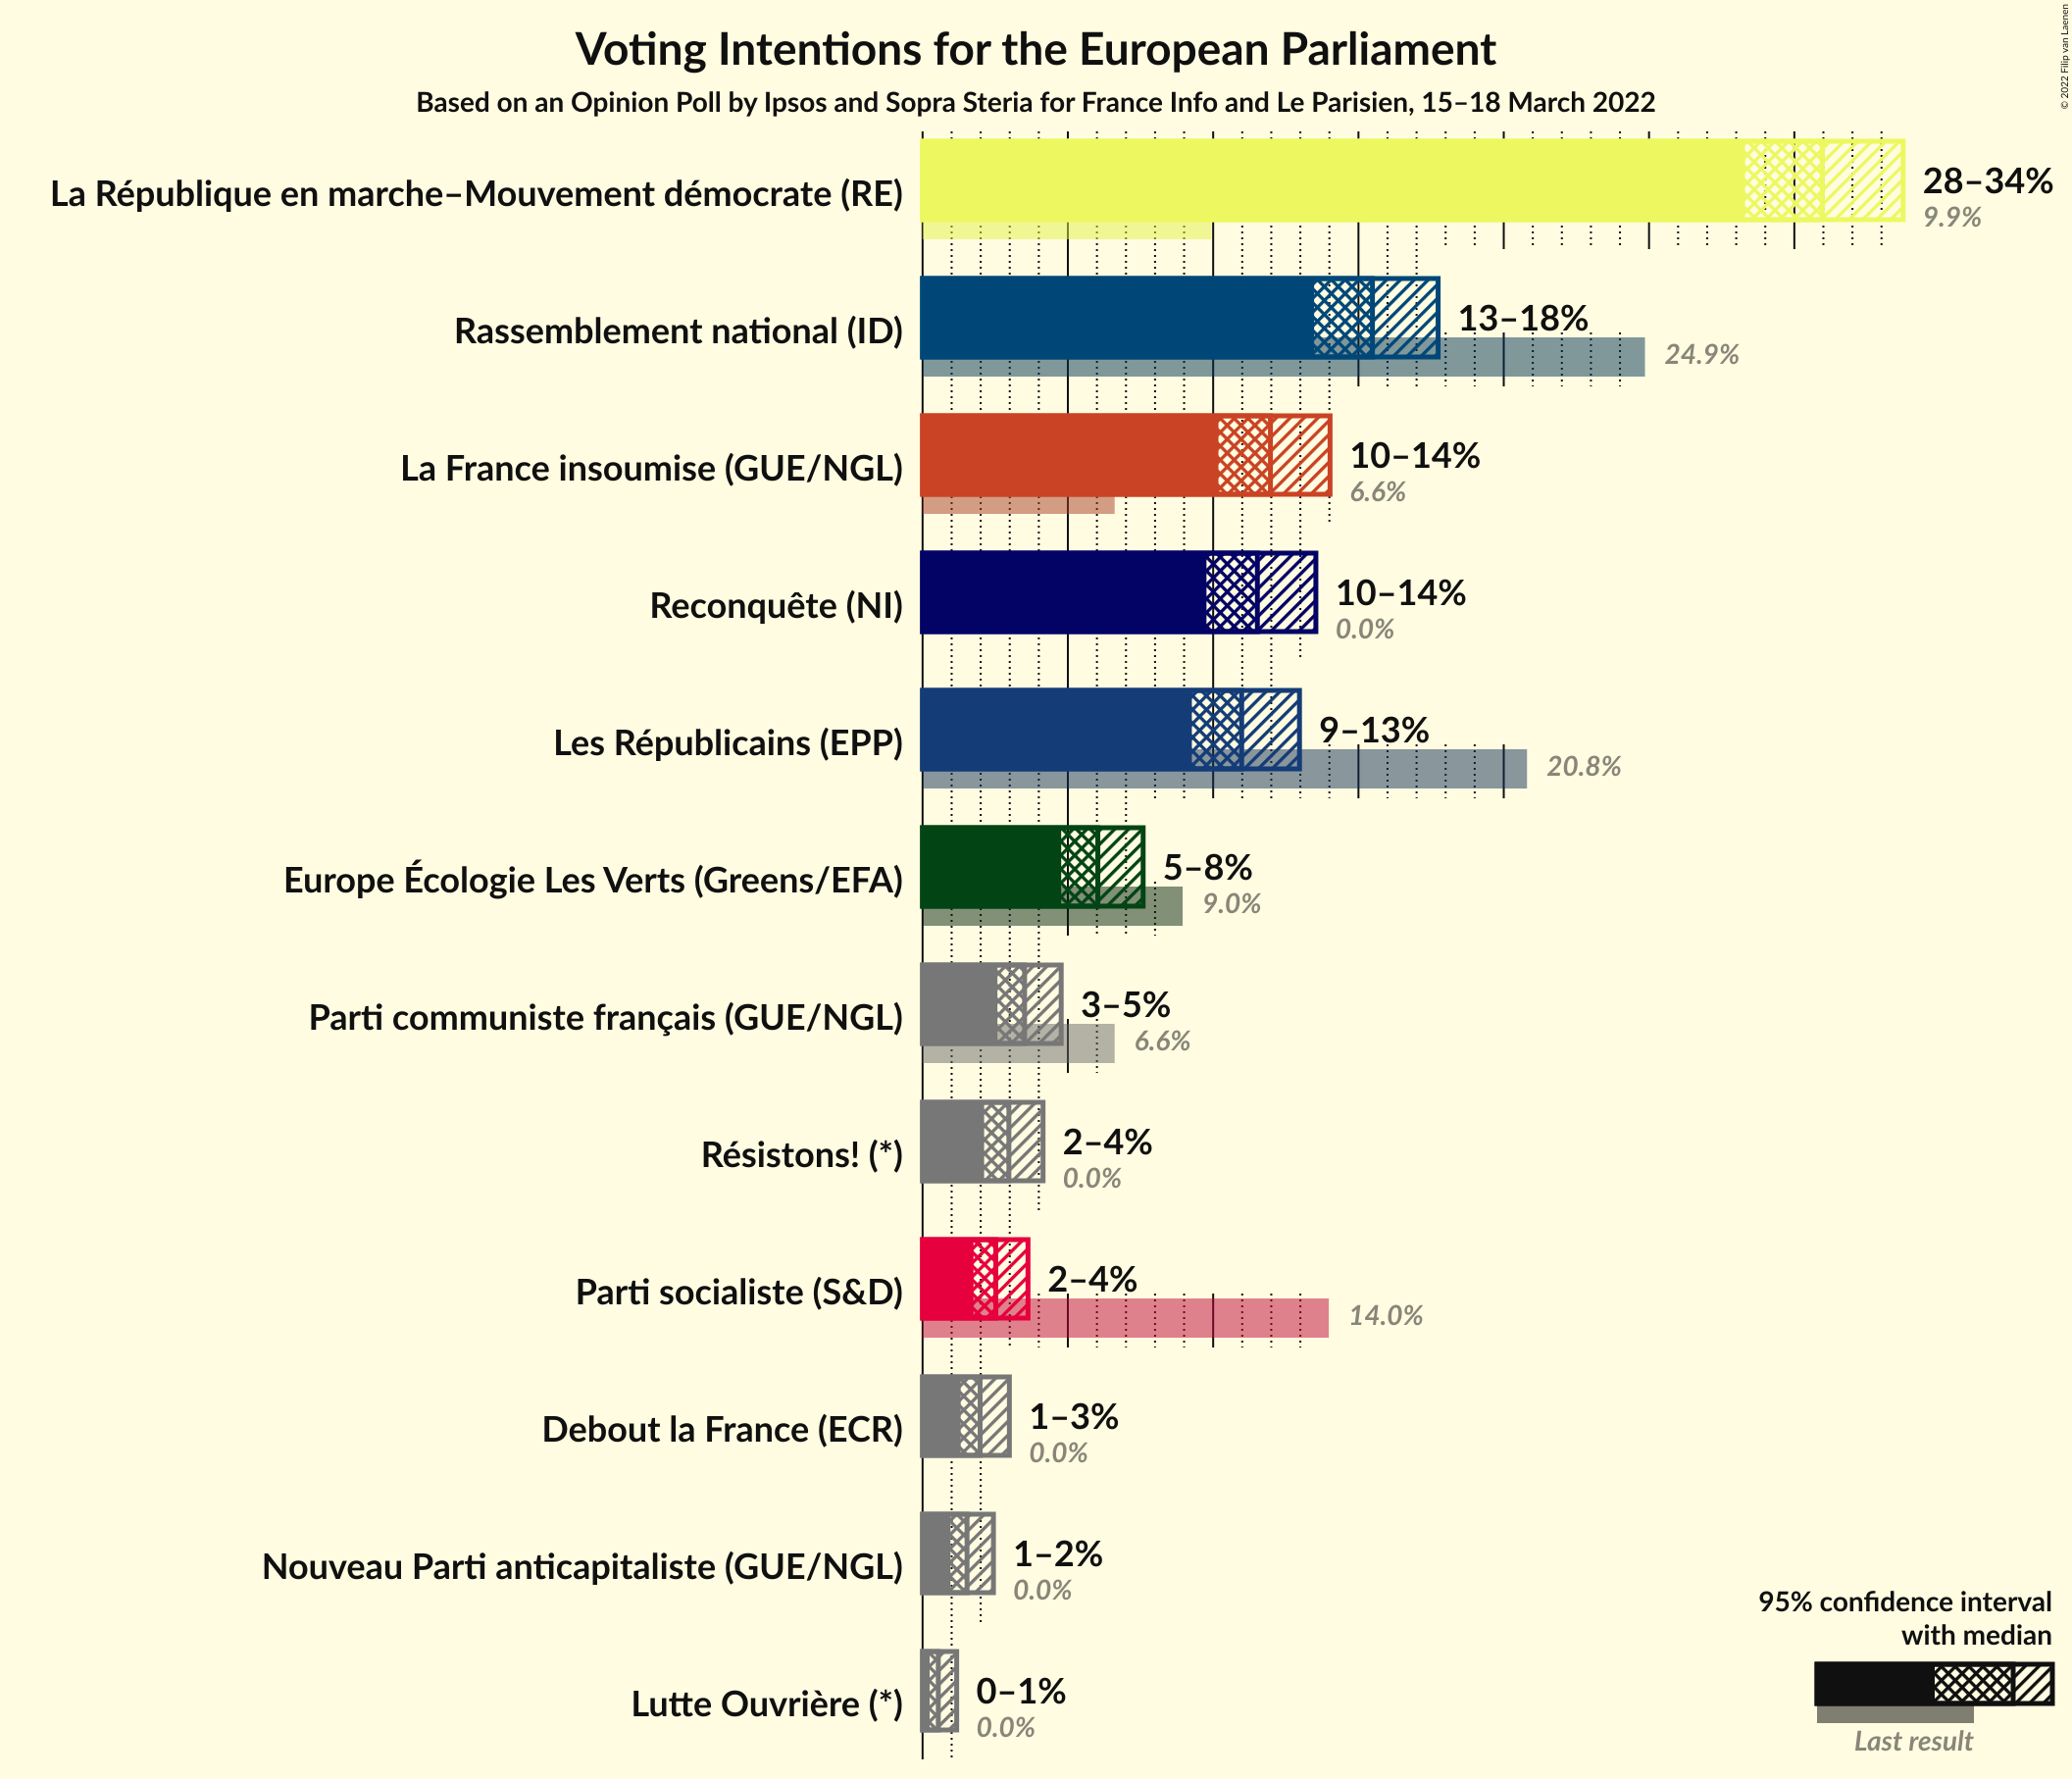 Voting Intentions for the European Parliament
Based on an Opinion Poll by Ipsos and Sopra Steria for France Info and Le Parisien, 15–18 March 2022
© 2022 Filip van Laenen
La République en marche–Mouvement démocrate (RE)
28–34%
9.9%
Rassemblement national (ID)
13–18%
24.9%
La France insoumise (GUE/NGL)
10–14%
6.6%
Reconquête (NI)
10–14%
0.0%
Les Républicains (EPP)
9–13%
20.8%
Europe Écologie Les Verts (Greens/EFA)
5–8%
9.0%
Parti communiste français (GUE/NGL)
3–5%
6.6%
Résistons! (*)
2–4%
0.0%
Parti socialiste (S&D)
2–4%
14.0%
Debout la France (ECR)
1–3%
0.0%
Nouveau Parti anticapitaliste (GUE/NGL)
1–2%
0.0%
Lutte Ouvrière (*)
0–1%
0.0%
95% confidence interval
with median
Last result